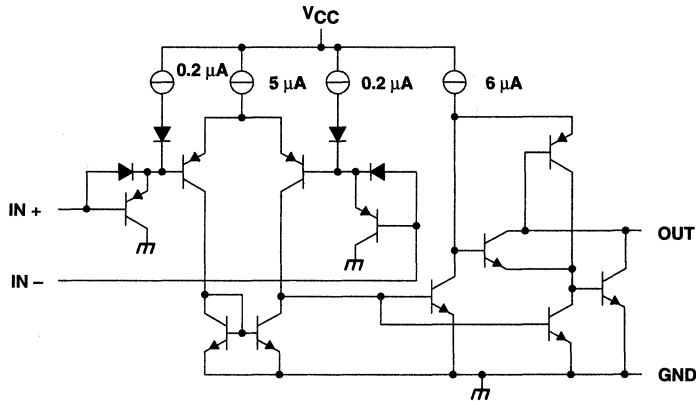 VCC
0.2 μA
5 μA
0.2 μA
6 μA
IN +
OUT
IN −
GND